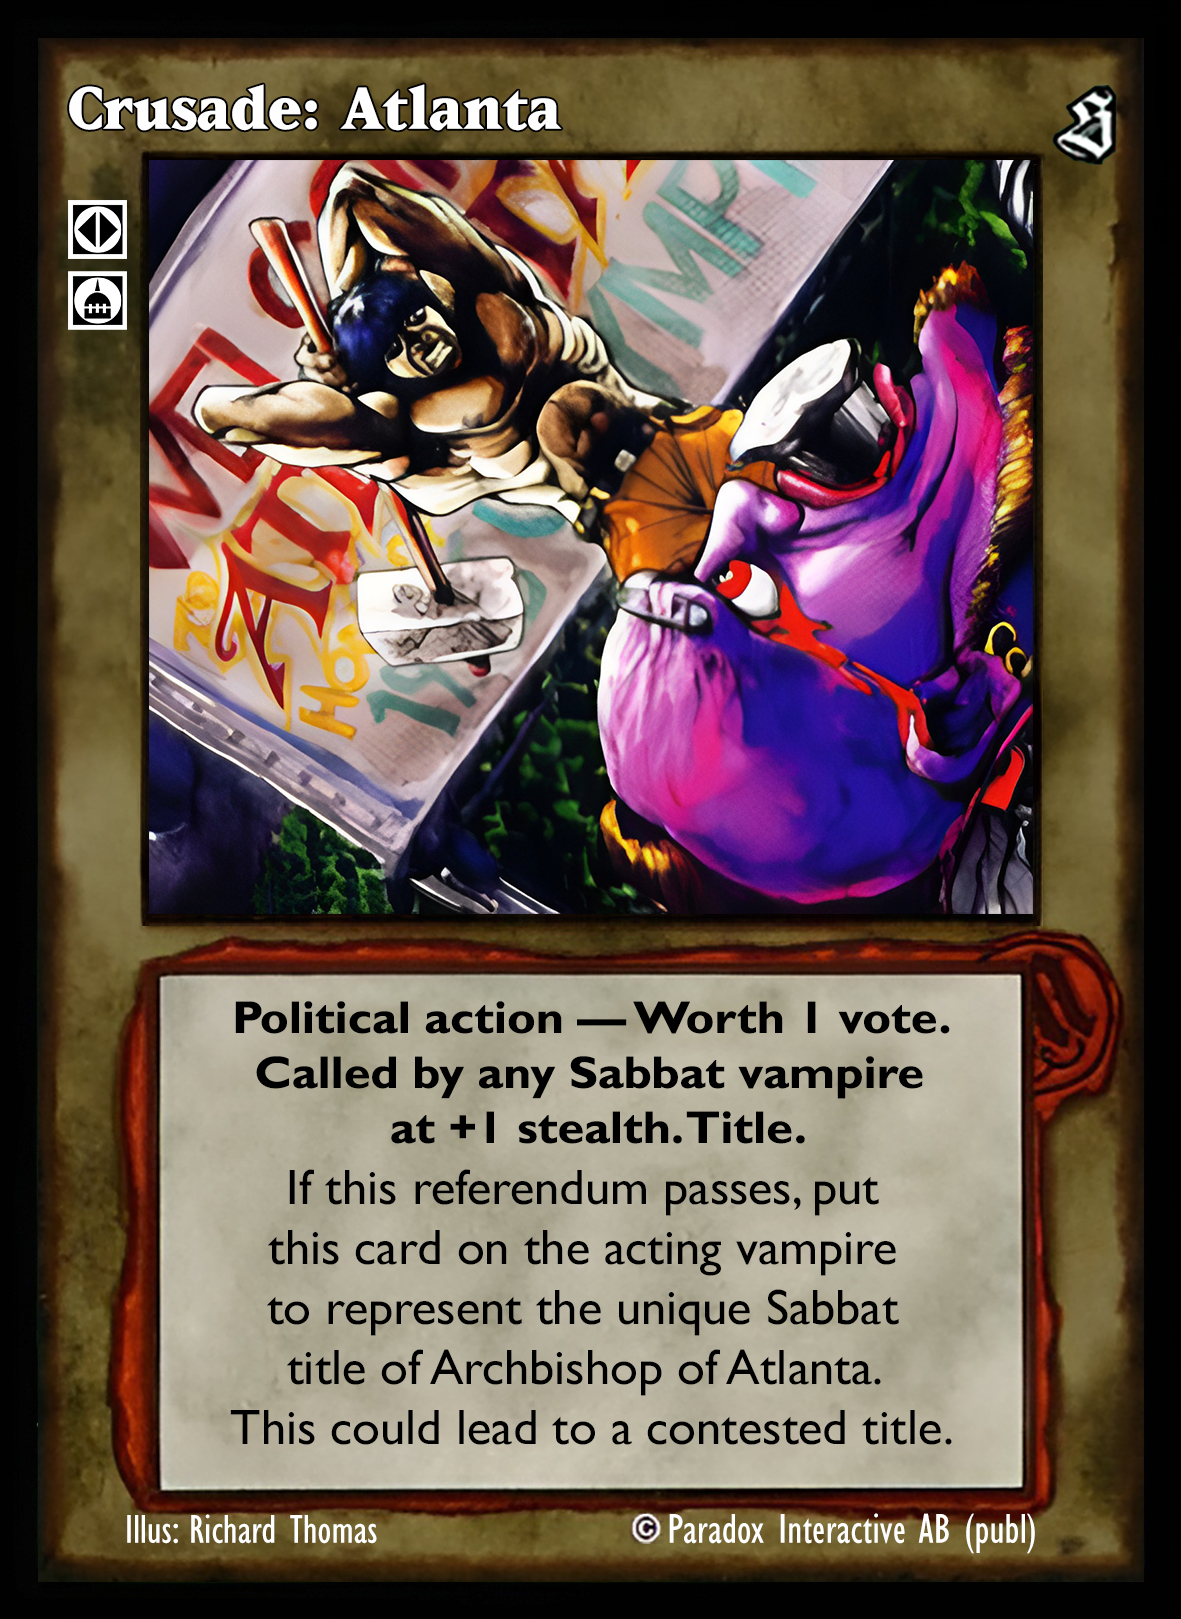 Crusade: Atlanta
Political action — Worth 1 vote.
Called by any Sabbat vampire
at +1 stealth. Title.
If this referendum passes, put
this card on the acting vampire
to represent the unique Sabbat
title of Archbishop of Atlanta.
This could lead to a contested title.
Illus: Richard Thomas
© Paradox Interactive AB (publ)